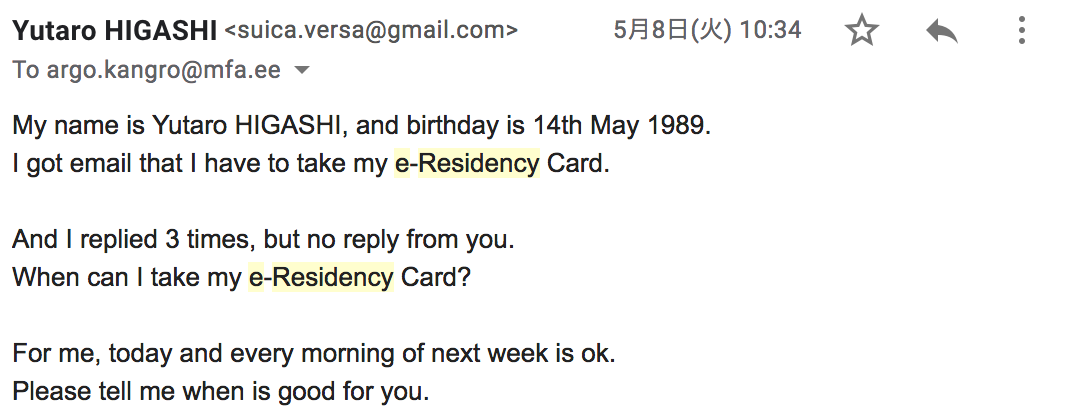 Yutaro HIGASHI <suica.versa@gmail.com> 5月8日(火) 10:34
To argo.kangro@mfa.ee
My name is Yutaro HIGASHI, and birthday is 14th May 1989.
I got email that I have to take my e-Residency Card.
And I replied 3 times, but no reply from you.
When can I take my e-Residency Card?
For me, today and every morning of next week is ok.
Please tell me when is good for you.